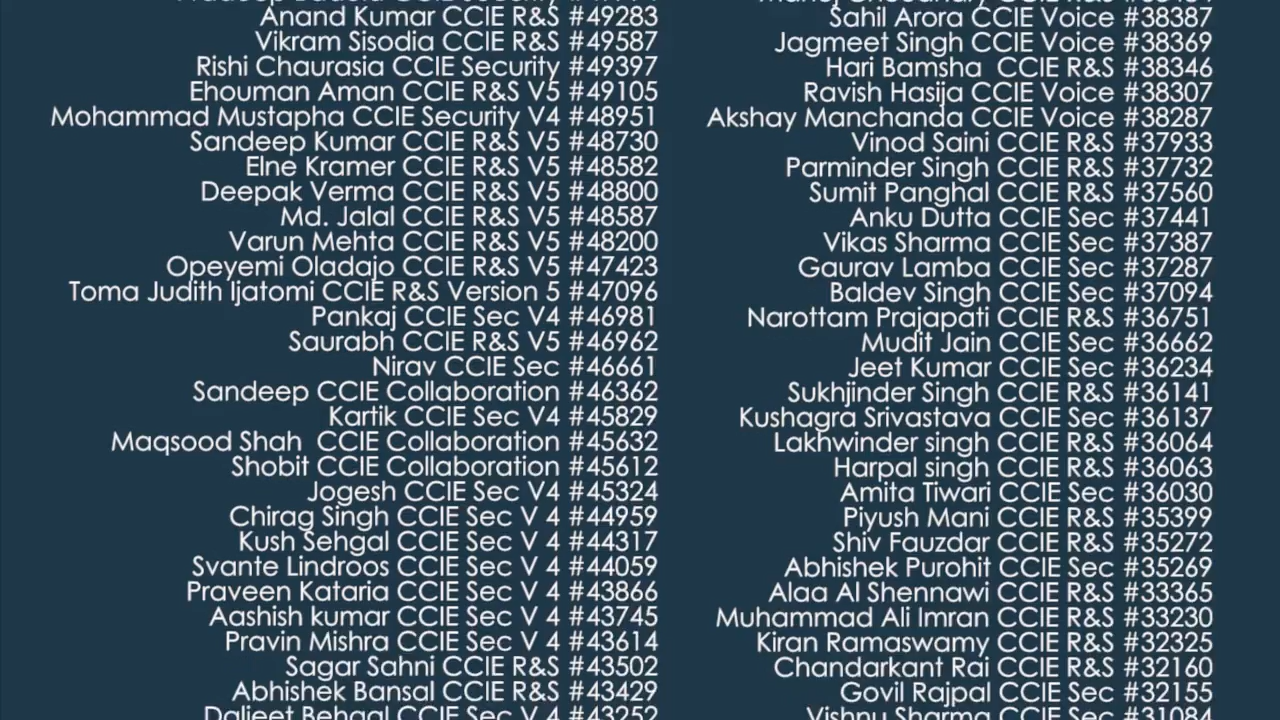 Anand Kumar CCIE R&S #49283
Vikram Sisodia CCIE R&S #49587
Rishi Chaurasia CCIE Security #49397
Ehouman Aman CCIE R&S V5 #49105
Mohammad Mustapha CCIE Security V4 #48951
Sandeep Kumar CCIE R&S V5 #48730
Elne Kramer CCIE R&S V5 #48582
Deepak Verma CCIE R&S V5 #48800
Md. Jalal CCIE R&S V5 #48587
Varun Mehta CCIE R&S V5 #48200
Opeyemi Oladajo CCIE R&S V5 #47423
Toma Judith Ijatomi CCIE R&S Version 5 #47096
Pankaj CCIE Sec V4 #46981
Saurabh CCIE R&S V5 #46962
Nirav CCIE Sec #46661
Sandeep CCIE Collaboration #46362
Kartik CCIE Sec V4 #45829
Maqsood Shah  CCIE Collaboration #45632
Shobit CCIE Collaboration #45612
Jogesh CCIE Sec V4 #45324
Chirag Singh CCIE Sec V 4 #44959
Kush Sehgal CCIE Sec V 4 #44317
Svante Lindroos CCIE Sec V 4 #44059
Praveen Kataria CCIE Sec V 4 #43866
Aashish kumar CCIE Sec V 4 #43745
Pravin Mishra CCIE Sec V 4 #43614
Sagar Sahni CCIE R&S #43502
Abhishek Bansal CCIE R&S #43429
Daljeet Behgal CCIE Sec V 4 #43252
Sahil Arora CCIE Voice #38387
Jagmeet Singh CCIE Voice #38369
Hari Bamsha  CCIE R&S #38346
Ravish Hasija CCIE Voice #38307
Akshay Manchanda CCIE Voice #38287
Vinod Saini CCIE R&S #37933
Parminder Singh CCIE R&S #37732
Sumit Panghal CCIE R&S #37560
Anku Dutta CCIE Sec #37441
Vikas Sharma CCIE Sec #37387
Gaurav Lamba CCIE Sec #37287
Baldev Singh CCIE Sec #37094
Narottam Prajapati CCIE R&S #36751
Mudit Jain CCIE Sec #36662
Jeet Kumar CCIE Sec #36234
Sukhjinder Singh CCIE R&S #36141
Kushagra Srivastava CCIE Sec #36137
Lakhwinder singh CCIE R&S #36064
Harpal singh CCIE R&S #36063
Amita Tiwari CCIE Sec #36030
Piyush Mani CCIE R&S #35399
Shiv Fauzdar CCIE R&S #35272
Abhishek Purohit CCIE Sec #35269
Alaa Al Shennawi CCIE R&S #33365
Muhammad Ali Imran CCIE R&S #33230
Kiran Ramaswamy CCIE R&S #32325
Chandarkant Rai CCIE R&S #32160
Govil Rajpal CCIE Sec #32155
Vishnu Sharma CCIE Sec #31084